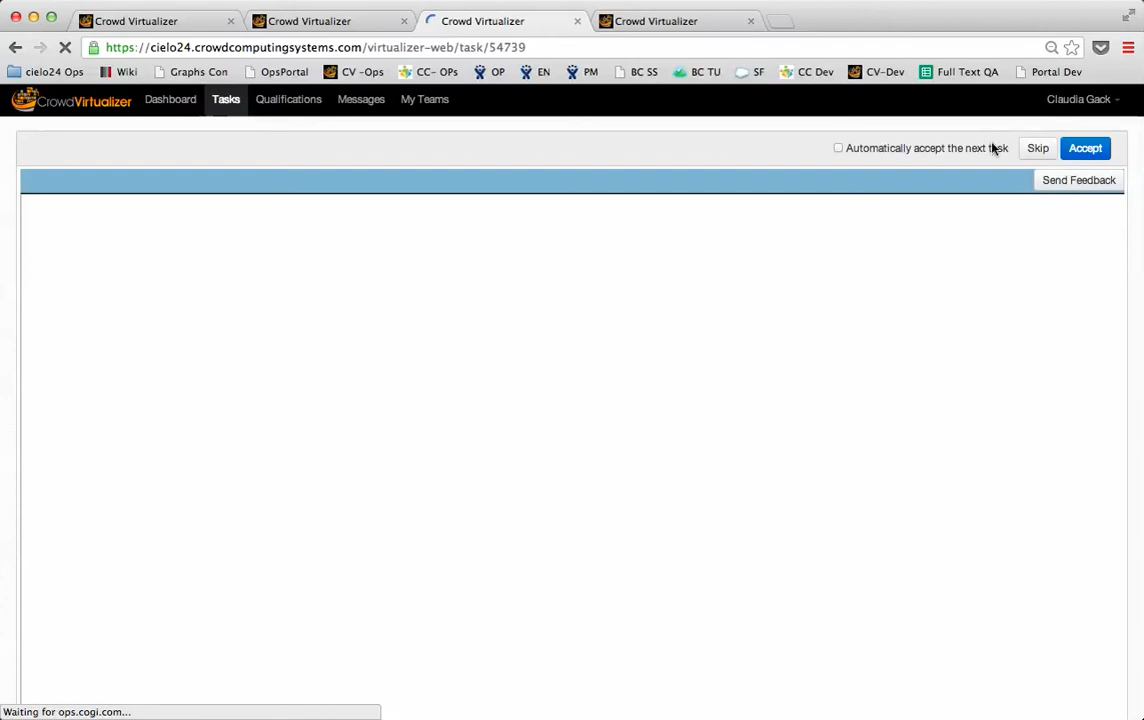 Crowd Virtualizer
Crowd Virtualizer
Crowd Virtualizer
Crowd Virtualizer
https://cielo24.crowdcomputingsystems.com/virtualizer-web/task/54739
cielo24 Ops Wiki Graphs Con OpsPortal CV -Ops CC- OPs OP EN PM BC SS BC TU SF CC Dev CV-Dev Full Text QA Portal Dev
CrowdVirtualizer Dashboard Tasks Qualifications Messages My Teams Claudia Gack
Automatically accept the next task Skip Accept
Send Feedback
Waiting for ops.cogi.com...